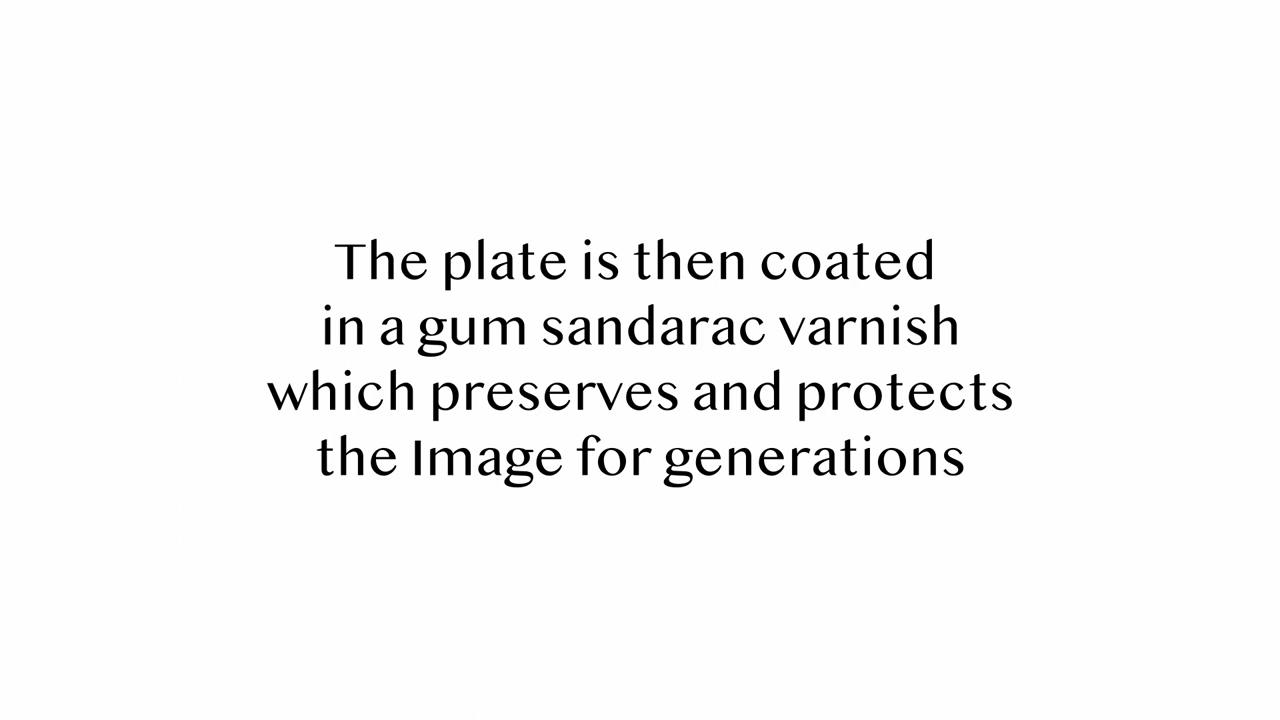 The plate is then coated
in a gum sandarac varnish
which preserves and protects
the Image for generations